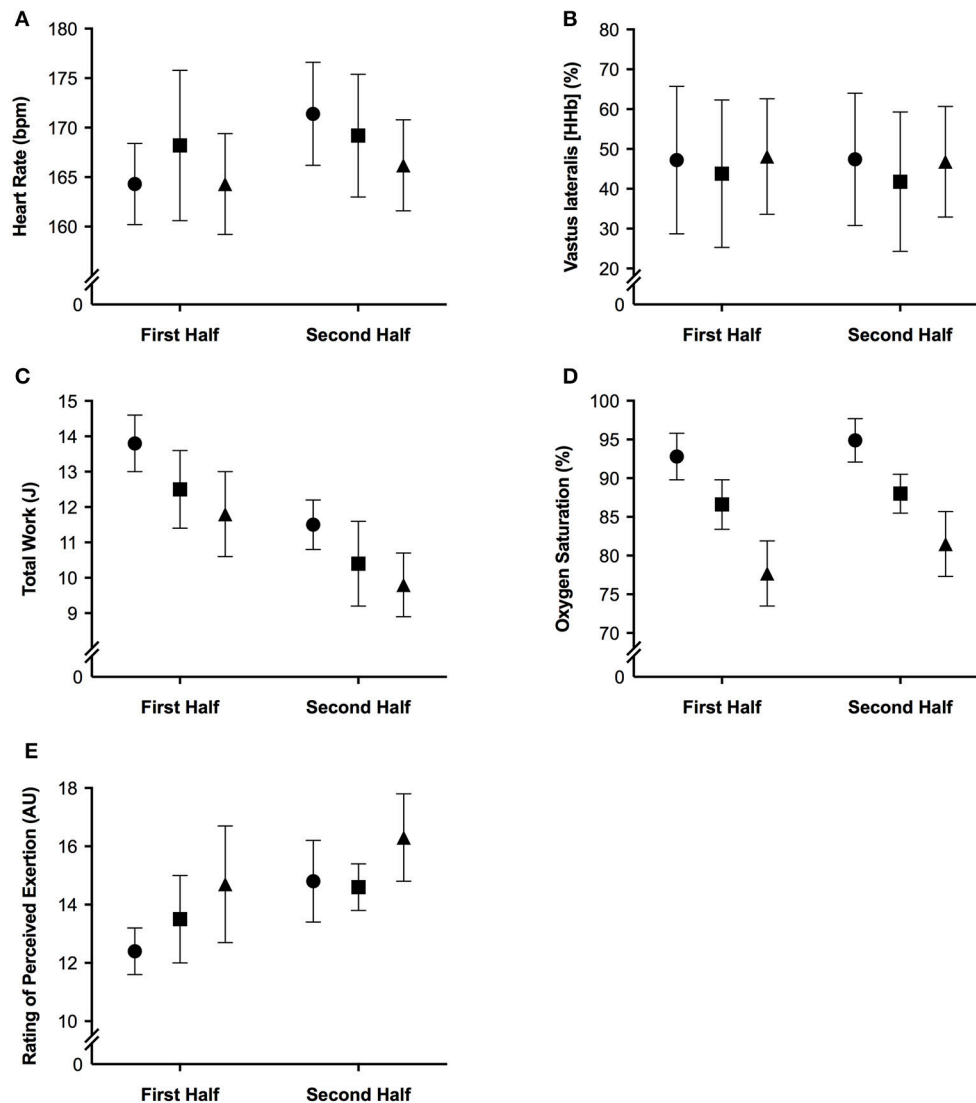 A
Heart Rate (bpm)
180
175
170
165
160
0
First Half
Second Half
B
Vastus lateralis [HHb] (%)
80
70
60
50
40
30
20
0
First Half
Second Half
C
Total Work (J)
15
14
13
12
11
10
9
0
First Half
Second Half
D
Oxygen Saturation (%)
100
95
90
85
80
75
70
0
First Half
Second Half
E
Rating of Perceived Exertion (AU)
18
16
14
12
10
0
First Half
Second Half